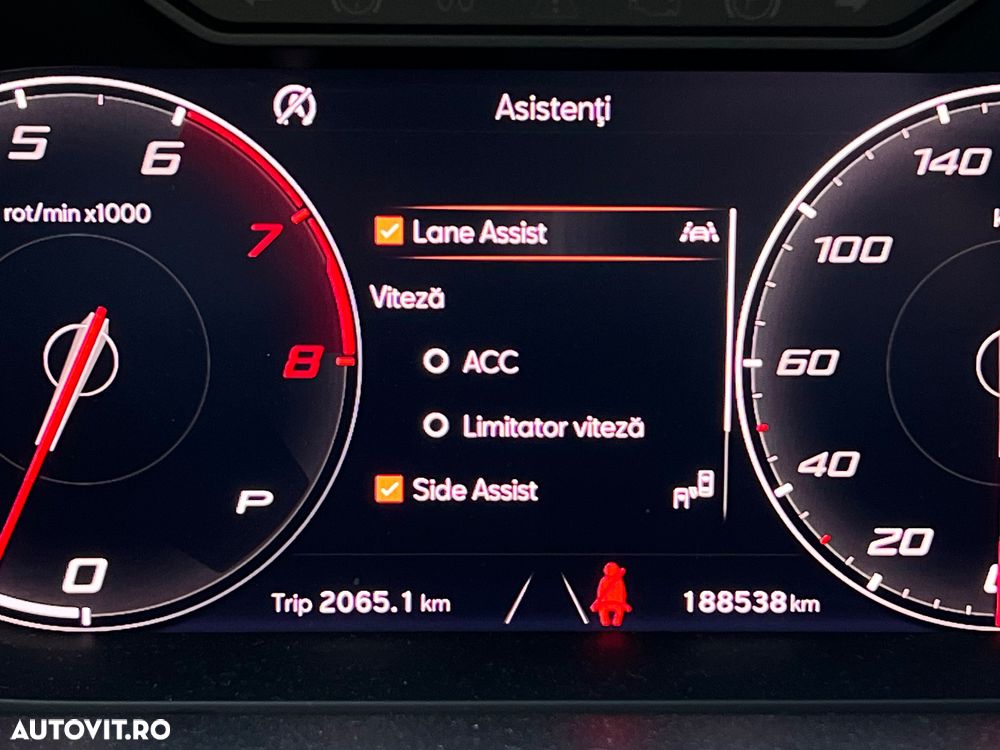 Asistenți
5
6
7
8
rot/min x1000
P
0
Lane Assist
Viteză
ACC
Limitator viteză
Side Assist
140
100
60
40
20
Trip 2065.1 km
188538 km
AUTOVIT.RO